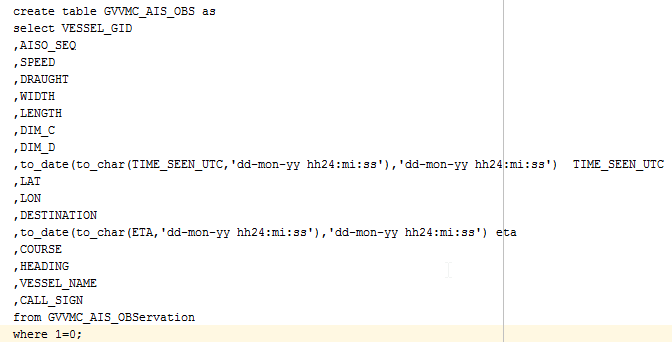 create table GVVMC_AIS_OBS as
select VESSEL_GID
,AISO_SEQ
,SPEED
,DRAUGHT
,WIDTH
,LENGTH
,DIM_C
,DIM_D
,to_date(to_char(TIME_SEEN_UTC,'dd-mon-yy hh24:mi:ss'),'dd-mon-yy hh24:mi:ss')  TIME_SEEN_UTC
,LAT
,LON
,DESTINATION
,to_date(to_char(ETA,'dd-mon-yy hh24:mi:ss'),'dd-mon-yy hh24:mi:ss') eta
,COURSE
,HEADING
,VESSEL_NAME
,CALL_SIGN
from GVVMC_AIS_OBServation
where 1=0;